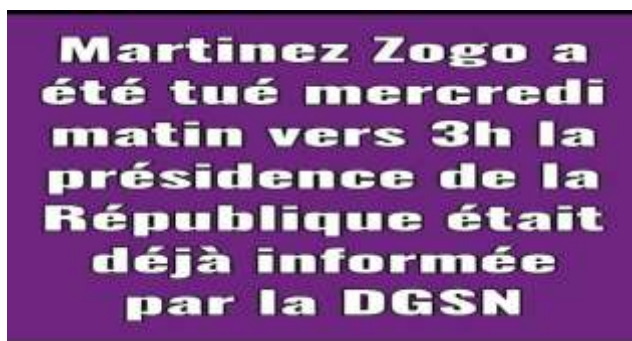 Martinez Zogo a
été tué mercredi
matin vers 3h la
présidence de la
République était
déjà informée
par la DGSN